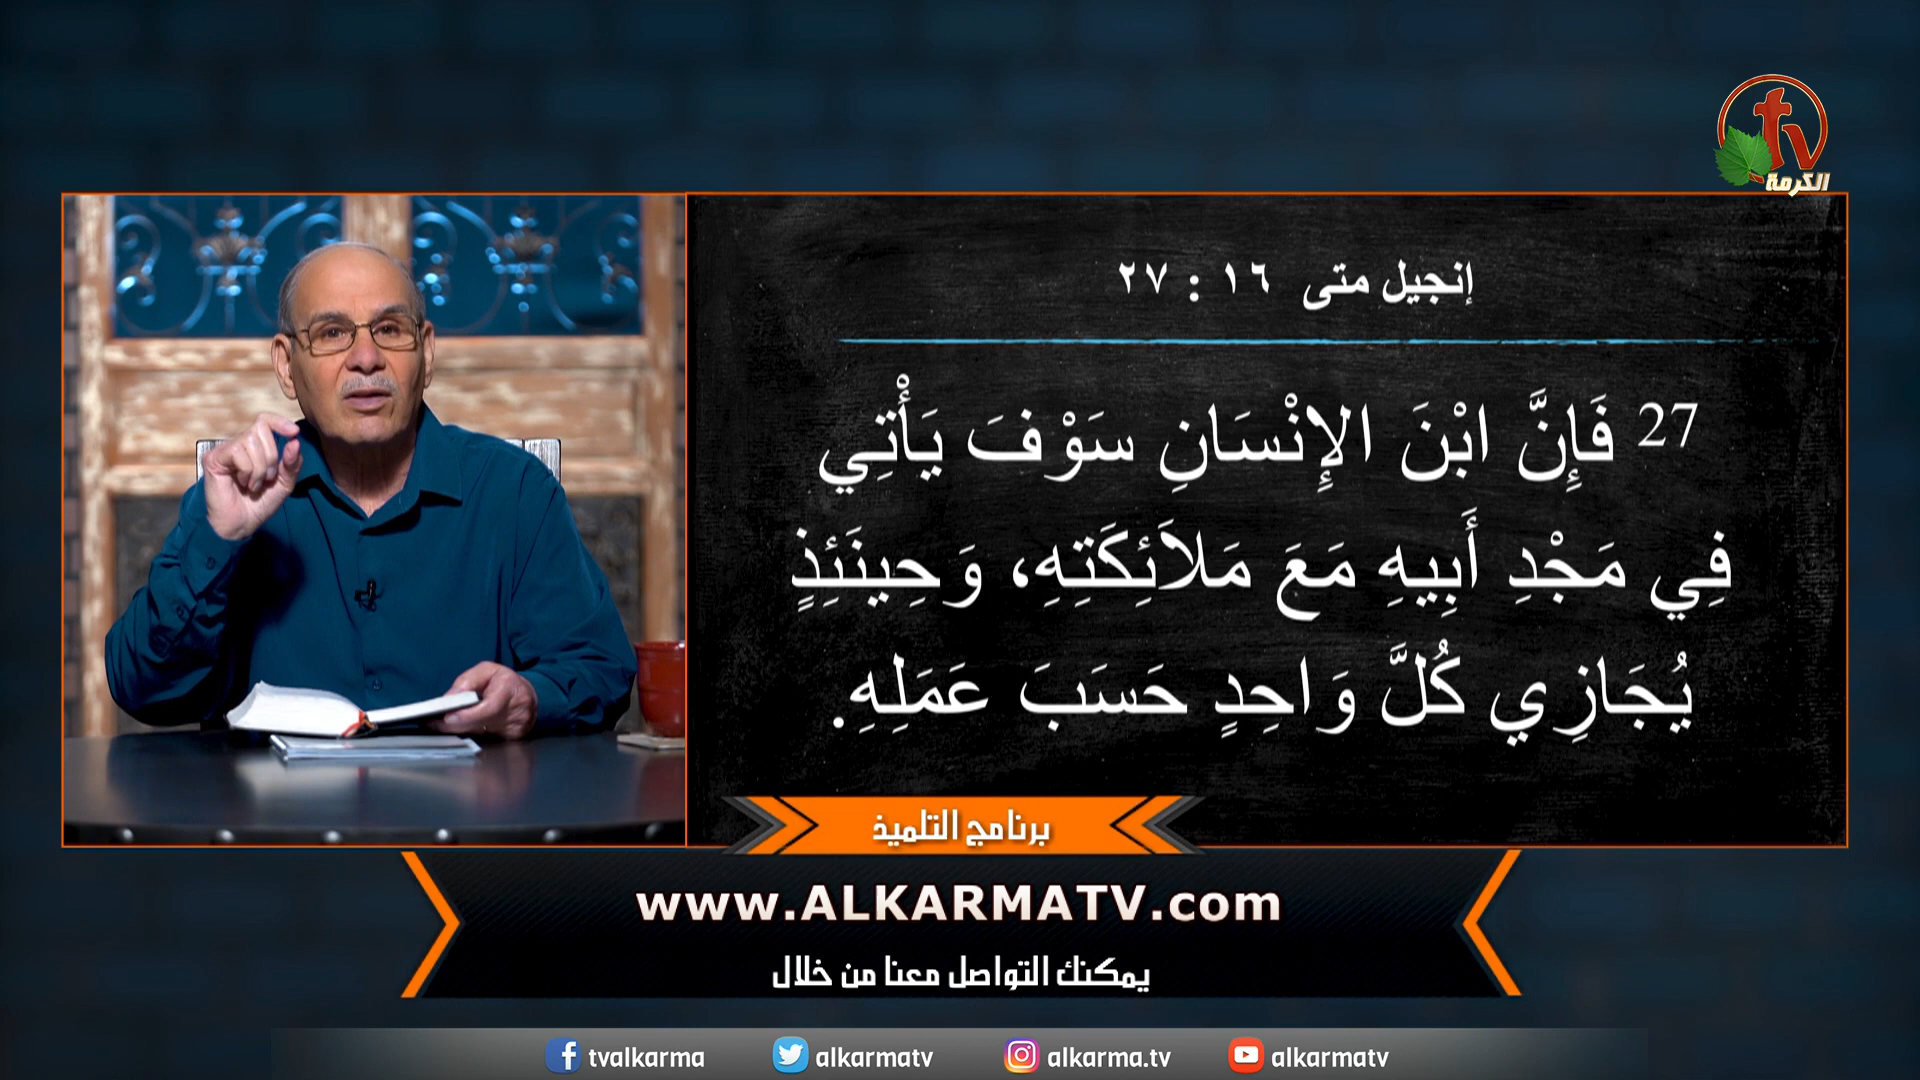 tv
الكرمة
إنجيل متى ١٦ : ٢٧
27 فَإِنَّ ابْنَ الإِنْسَانِ سَوْفَ يَأْتِي
فِي مَجْدِ أَبِيهِ مَعَ مَلاَئِكَتِهِ، وَحِينَئِذٍ
يُجَازِي كُلَّ وَاحِدٍ حَسَبَ عَمَلِهِ.
برنامج التلميذ
www.ALKARMATV.com
يمكنك التواصل معنا من خلال
tvalkarma alkarmatv alkarma.tv alkarmatv